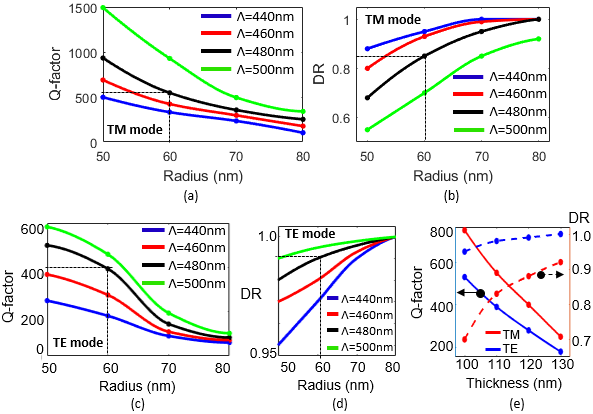 1500
1000
500
0
Q-factor
Λ=440nm
Λ=460nm
Λ=480nm
Λ=500nm
TM mode
50 60 70 80
Radius (nm)
(a)
1
0.8
0.6
DR
TM mode
Λ=440nm
Λ=460nm
Λ=480nm
Λ=500nm
50 60 70 80
Radius (nm)
(b)
600
400
200
0
Q-factor
Λ=440nm
Λ=460nm
Λ=480nm
Λ=500nm
TE mode
50 60 70 80
Radius (nm)
(c)
1.0
DR
0.95
TE mode
Λ=440nm
Λ=460nm
Λ=480nm
Λ=500nm
50 60 70 80
Radius (nm)
(d)
DR
800
600
400
200
Q-factor
1.0
0.9
0.8
0.7
TM
TE
100 110 120 130
Thickness (nm)
(e)